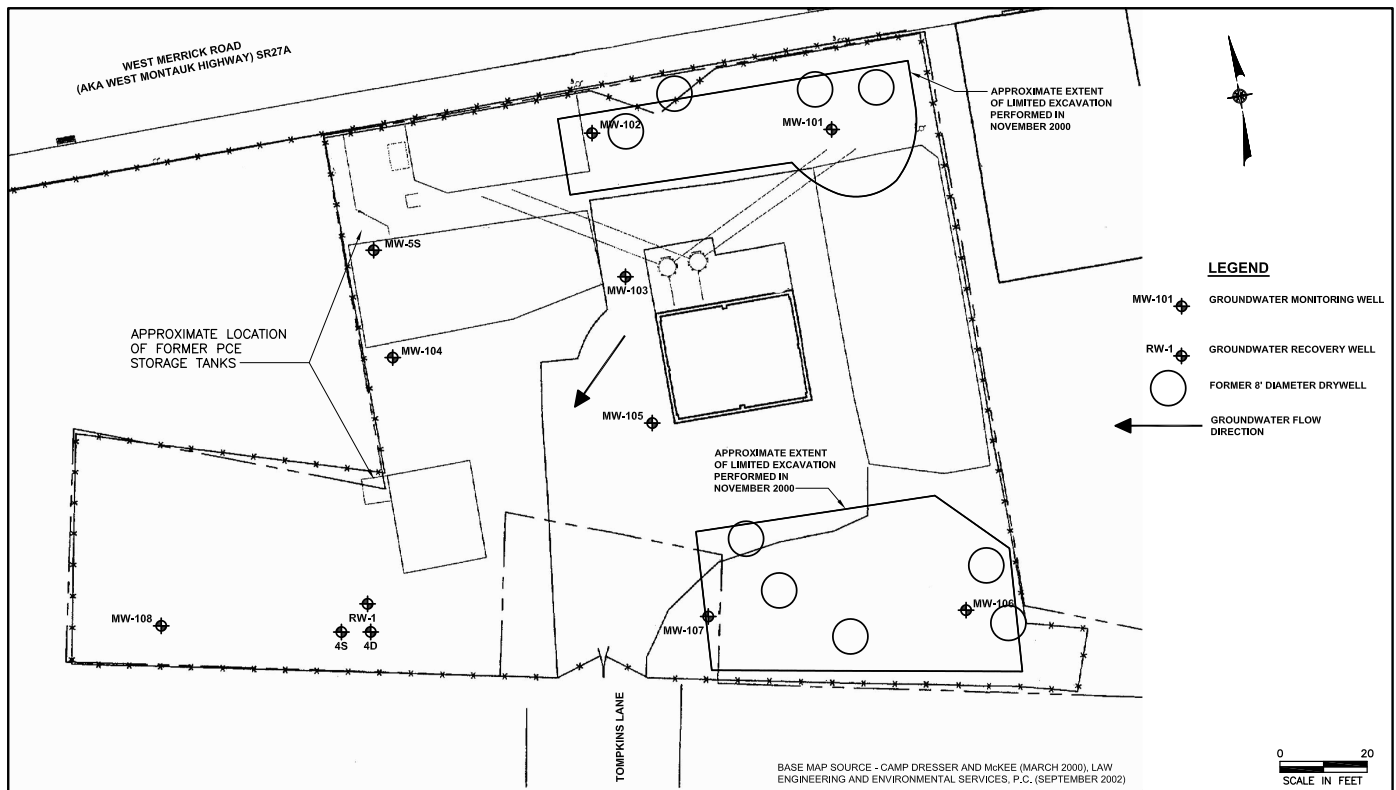 WEST MERRICK ROAD
(AKA WEST MONTAUK HIGHWAY) SR27A
APPROXIMATE EXTENT
OF LIMITED EXCAVATION
PERFORMED IN
NOVEMBER 2000
MW-102
MW-101
MW-5S
MW-103
APPROXIMATE LOCATION
OF FORMER PCE
STORAGE TANKS
MW-104
MW-105
APPROXIMATE EXTENT
OF LIMITED EXCAVATION
PERFORMED IN
NOVEMBER 2000
MW-108
RW-1
4S
4D
MW-107
MW-106
TOMPKINS LANE
LEGEND
MW-101 GROUNDWATER MONITORING WELL
RW-1 GROUNDWATER RECOVERY WELL
FORMER 8' DIAMETER DRYWELL
GROUNDWATER FLOW
DIRECTION
BASE MAP SOURCE - CAMP DRESSER AND McKEE (MARCH 2000), LAW
ENGINEERING AND ENVIRONMENTAL SERVICES, P.C. (SEPTEMBER 2002)
0 20
SCALE IN FEET